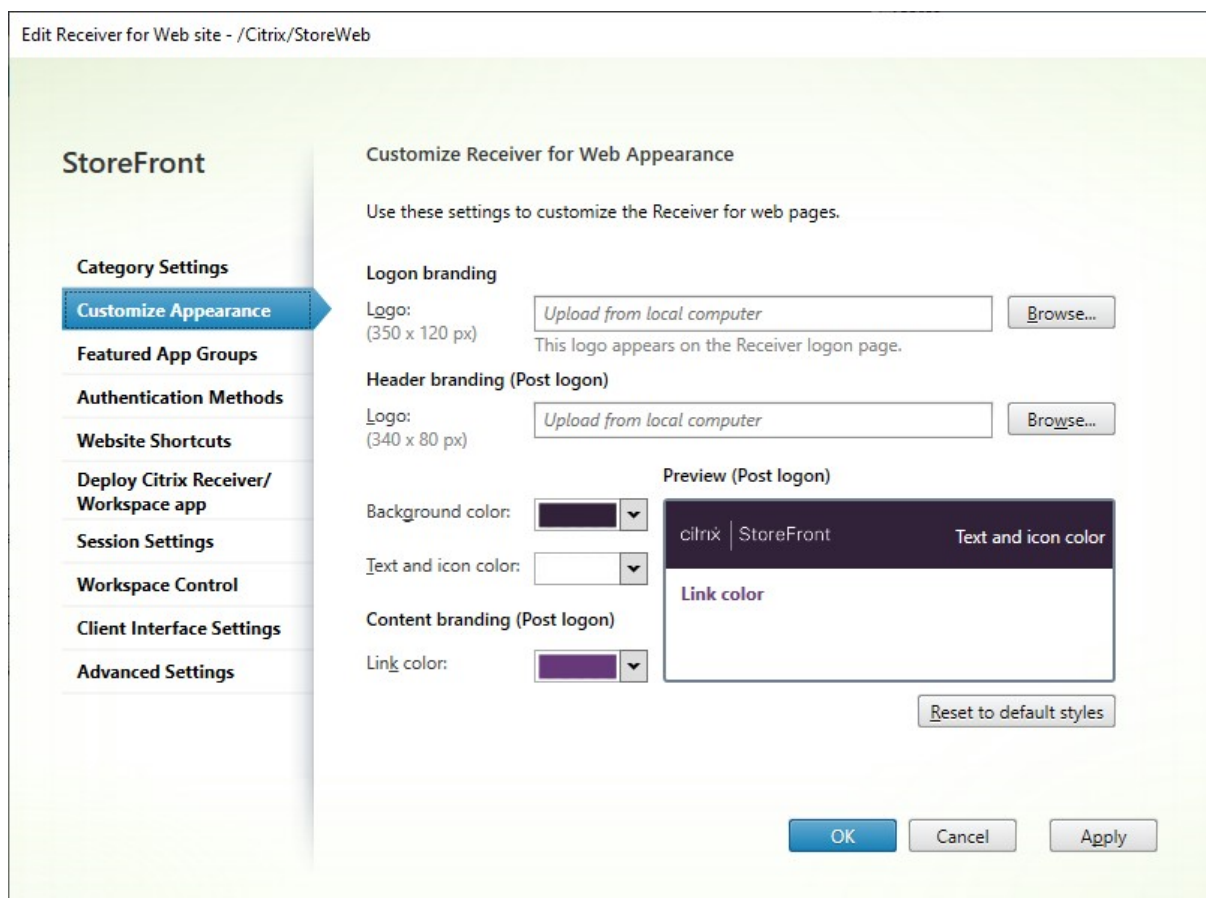 Edit Receiver for Web site - /Citrix/StoreWeb
StoreFront
Category Settings
Customize Appearance
Featured App Groups
Authentication Methods
Website Shortcuts
Deploy Citrix Receiver/
Workspace app
Session Settings
Workspace Control
Client Interface Settings
Advanced Settings
Customize Receiver for Web Appearance
Use these settings to customize the Receiver for web pages.
Logon branding
Logo:
(350 x 120 px)
Upload from local computer
Browse...
This logo appears on the Receiver logon page.
Header branding (Post logon)
Logo:
(340 x 80 px)
Upload from local computer
Browse...
Background color:
Text and icon color:
Content branding (Post logon)
Link color:
Preview (Post logon)
citrix | StoreFront
Text and icon color
Link color
Reset to default styles
OK
Cancel
Apply